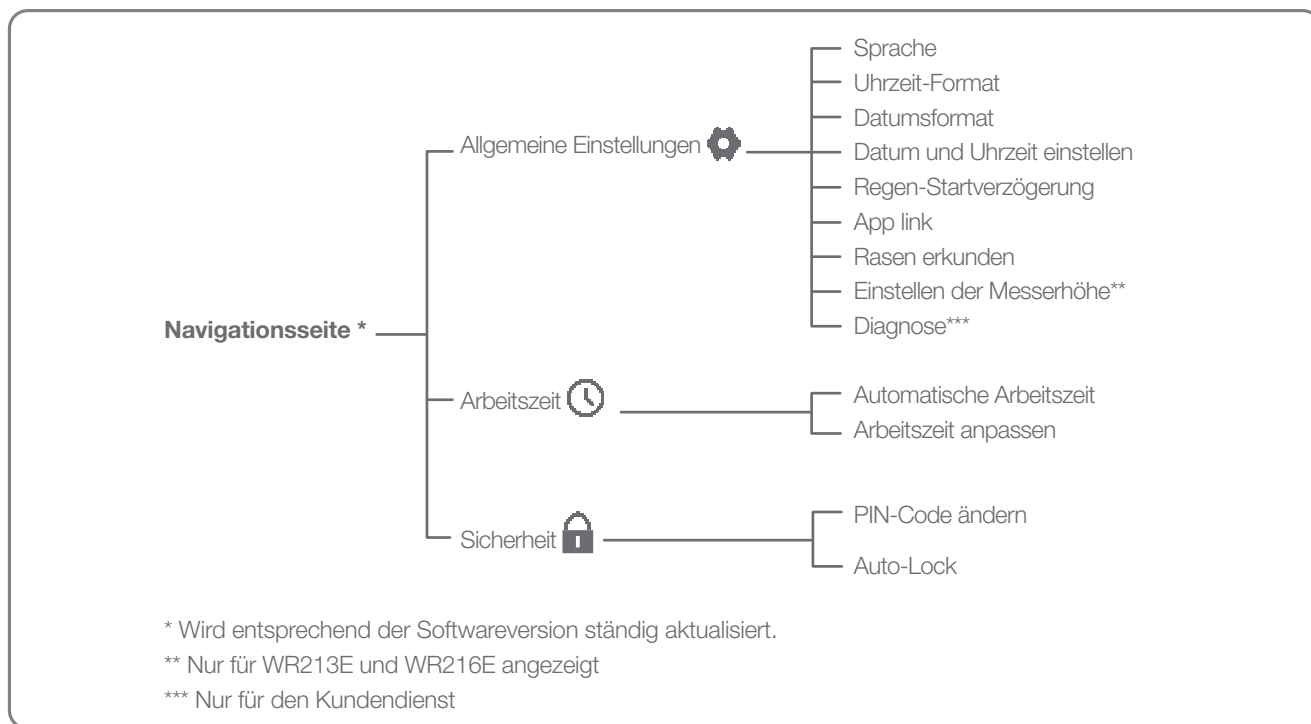 Navigationsseite *
Allgemeine Einstellungen
Sprache
Uhrzeit-Format
Datumsformat
Datum und Uhrzeit einstellen
Regen-Startverzögerung
App link
Rasen erkunden
Einstellen der Messerhöhe**
Diagnose***
Arbeitszeit
Automatische Arbeitszeit
Arbeitszeit anpassen
Sicherheit
PIN-Code ändern
Auto-Lock
* Wird entsprechend der Softwareversion ständig aktualisiert.
** Nur für WR213E und WR216E angezeigt
*** Nur für den Kundendienst